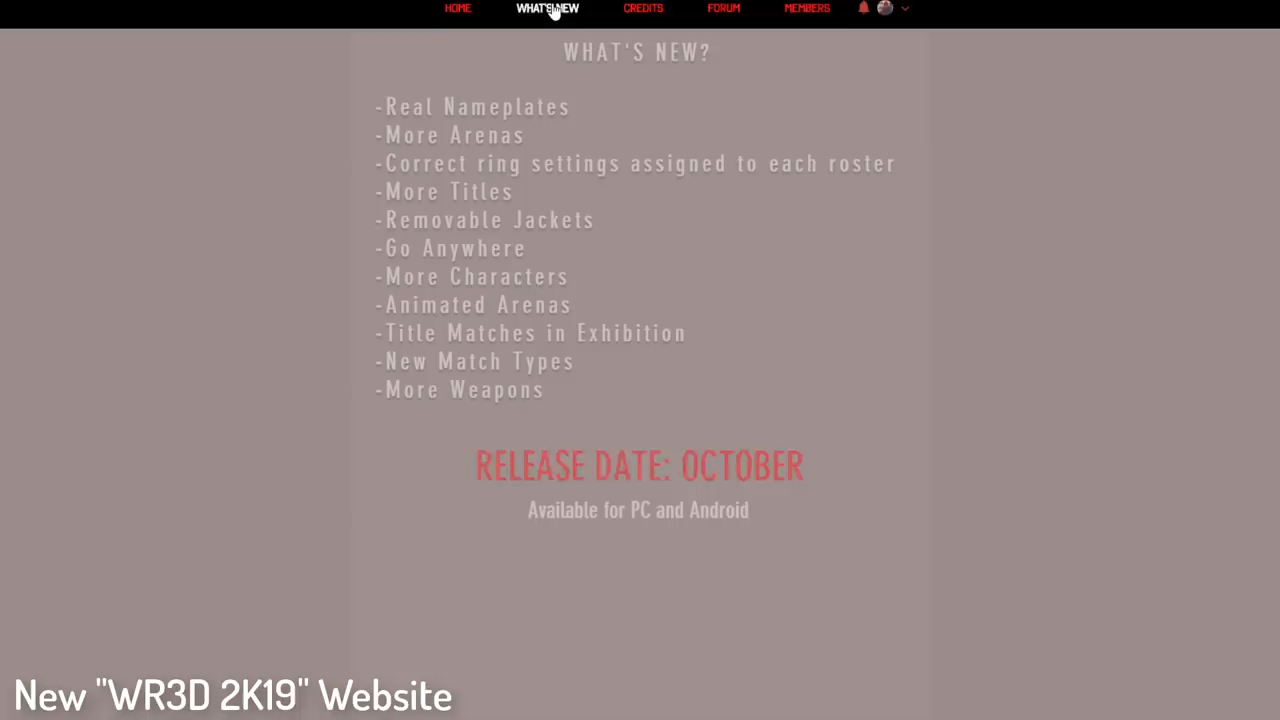 HOME WHAT'S NEW CREDITS FORUM MEMBERS
WHAT'S NEW?
-Real Nameplates
-More Arenas
-Correct ring settings assigned to each roster
-More Titles
-Removable Jackets
-Go Anywhere
-More Characters
-Animated Arenas
-Title Matches in Exhibition
-New Match Types
-More Weapons
RELEASE DATE: OCTOBER
Available for PC and Android
New "WR3D 2K19" Website